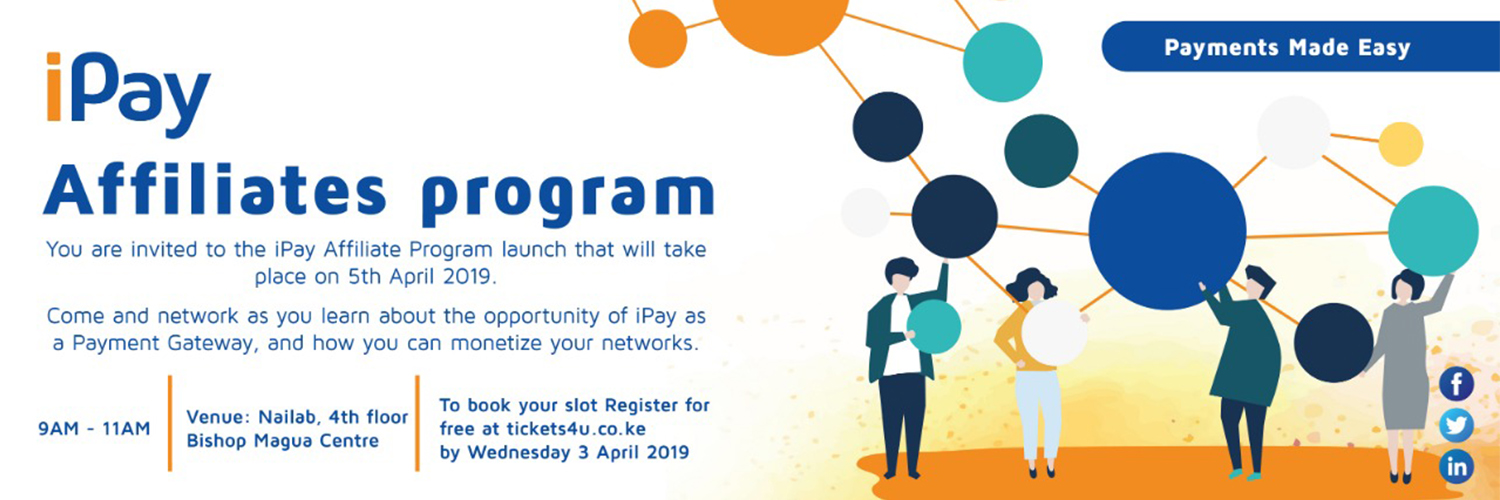 iPay
Payments Made Easy
Affiliates program
You are invited to the iPay Affiliate Program launch that will take
place on 5th April 2019.
Come and network as you learn about the opportunity of iPay as
a Payment Gateway, and how you can monetize your networks.
9AM - 11AM
Venue: Nailab, 4th floor
Bishop Magua Centre
To book your slot Register for
free at tickets4u.co.ke
by Wednesday 3 April 2019
f
in